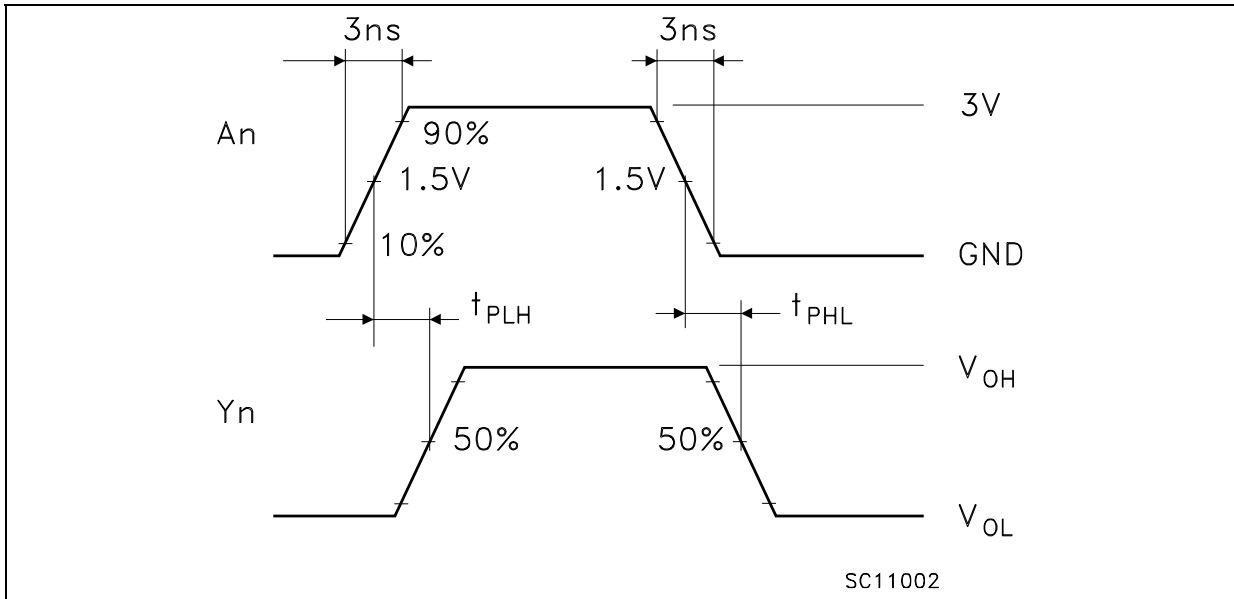 3ns 3ns
An 90% 3V
1.5V 1.5V
10% GND
tPLH tPHL
Yn VOH
50% 50%
VOL
SC11002